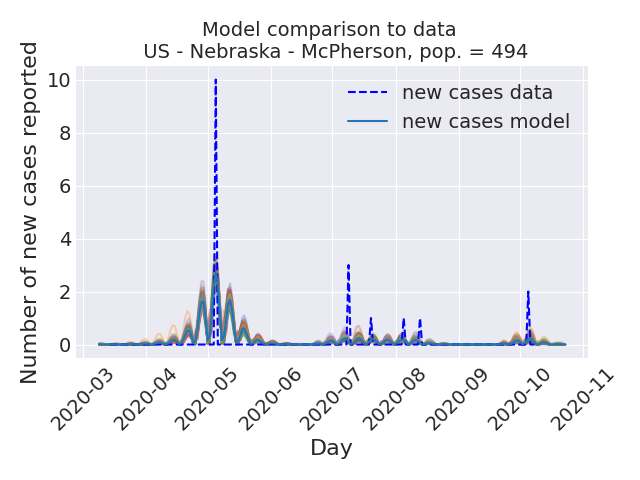 Model comparison to data
US - Nebraska - McPherson, pop. = 494
Number of new cases reported
10
8
6
4
2
0
new cases data
new cases model
2020-03
2020-04
2020-05
2020-06
2020-07
2020-08
2020-09
2020-10
2020-11
Day